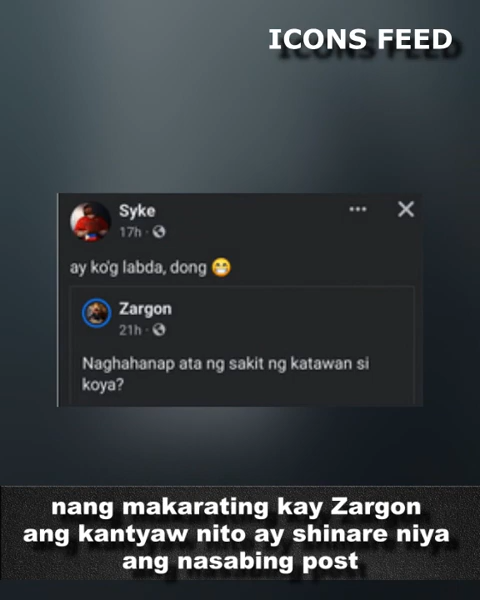 ICONS FEED
Syke
17h
ay ko'g labda, dong 😁
Zargon
21h
Naghahanap ata ng sakit ng katawan si
koya?
nang makarating kay Zargon
ang kantyaw nito ay shinare niya
ang nasabing post